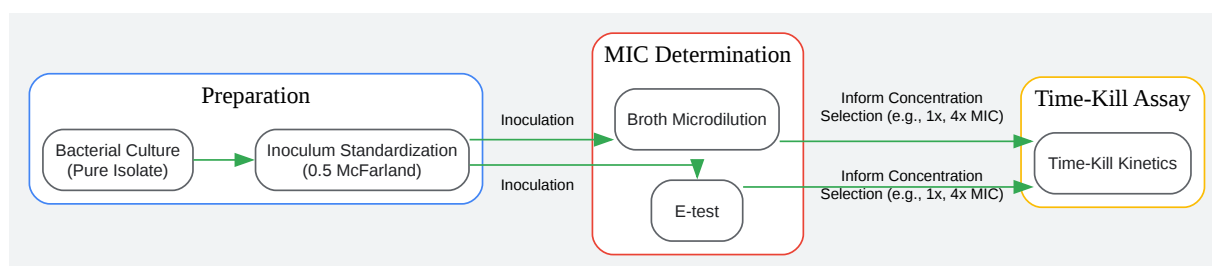 Preparation
Bacterial Culture
(Pure Isolate)
Inoculum Standardization
(0.5 McFarland)
Inoculation
Inoculation
MIC Determination
Broth Microdilution
E-test
Inform Concentration
Selection (e.g., 1x, 4x MIC)
Inform Concentration
Selection (e.g., 1x, 4x MIC)
Time-Kill Assay
Time-Kill Kinetics